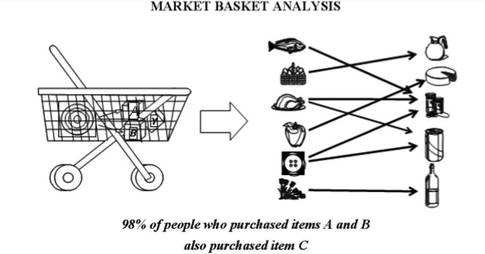 MARKET BASKET ANALYSIS
A
B
98% of people who purchased items A and B
also purchased item C